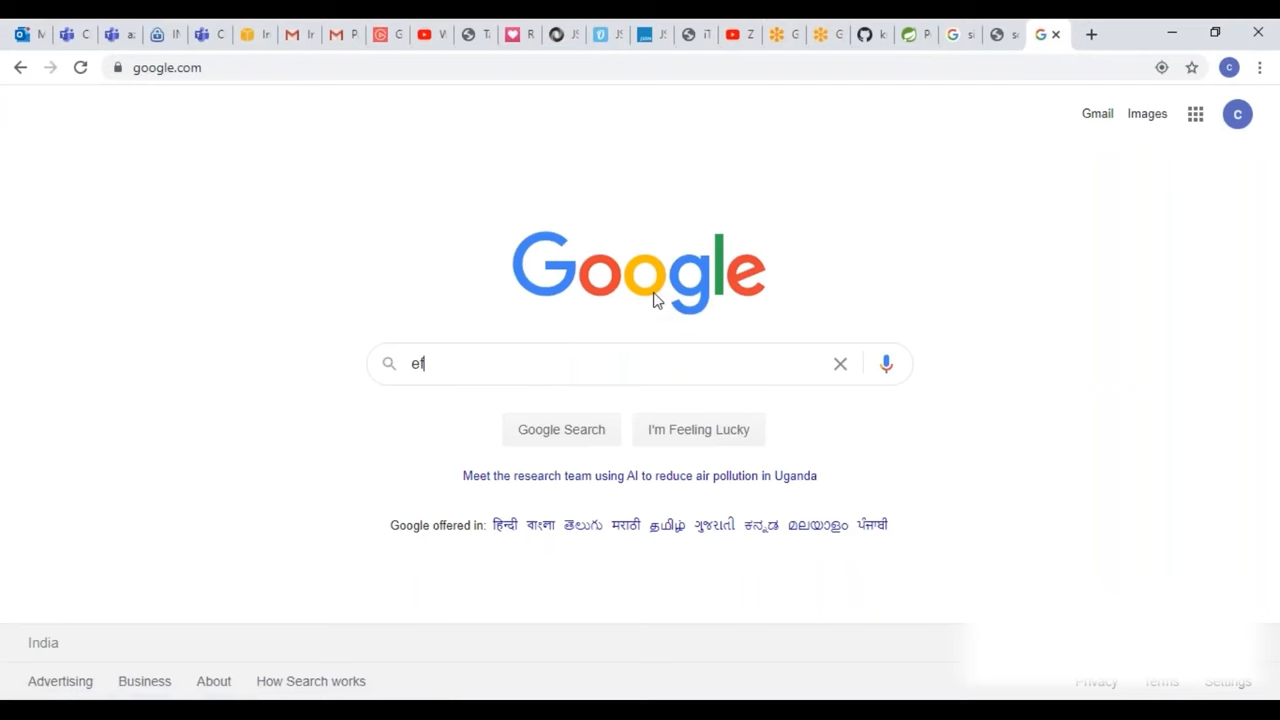 google.com
Gmail Images
Google
ef
Google Search I'm Feeling Lucky
Meet the research team using AI to reduce air pollution in Uganda
Google offered in: हिन्दी বাংলা తెలుగు मराठी தமிழ் ગુજરાતી ಕನ್ನಡ മലയാളം ਪੰਜਾਬੀ
India
Advertising Business About How Search works Privacy Terms Settings